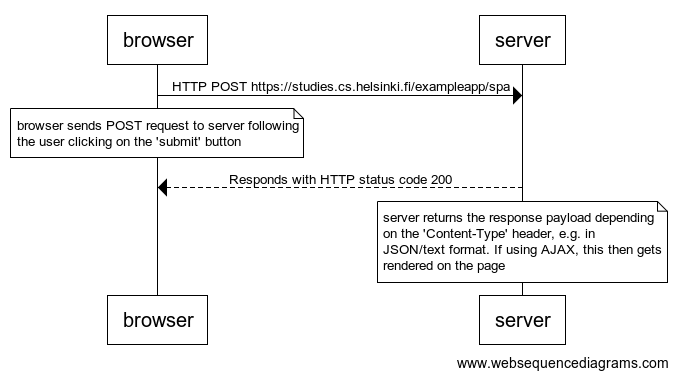 browser
server
HTTP POST https://studies.cs.helsinki.fi/exampleapp/spa
browser sends POST request to server following
the user clicking on the 'submit' button
Responds with HTTP status code 200
server returns the response payload depending
on the 'Content-Type' header, e.g. in
JSON/text format. If using AJAX, this then gets
rendered on the page
browser
server
www.websequencediagrams.com